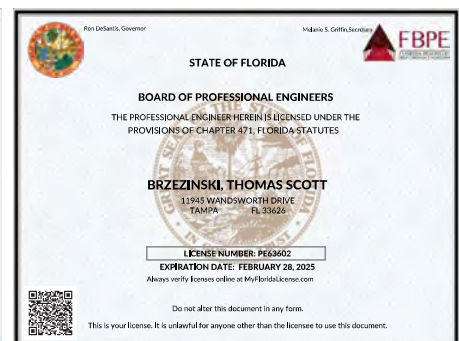 Ron DeSantis, Governor
Melanie S. Griffin, Secretary
FBPE
STATE OF FLORIDA
BOARD OF PROFESSIONAL ENGINEERS
THE PROFESSIONAL ENGINEER HEREIN IS LICENSED UNDER THE
PROVISIONS OF CHAPTER 471, FLORIDA STATUTES
BRZEZINSKI, THOMAS SCOTT
11945 WANDSWORTH DRIVE
TAMPA FL 33626
LICENSE NUMBER: PE63602
EXPIRATION DATE: FEBRUARY 28, 2025
Always verify licenses online at MyFloridaLicense.com
Do not alter this document in any form.
This is your license. It is unlawful for anyone other than the licensee to use this document.